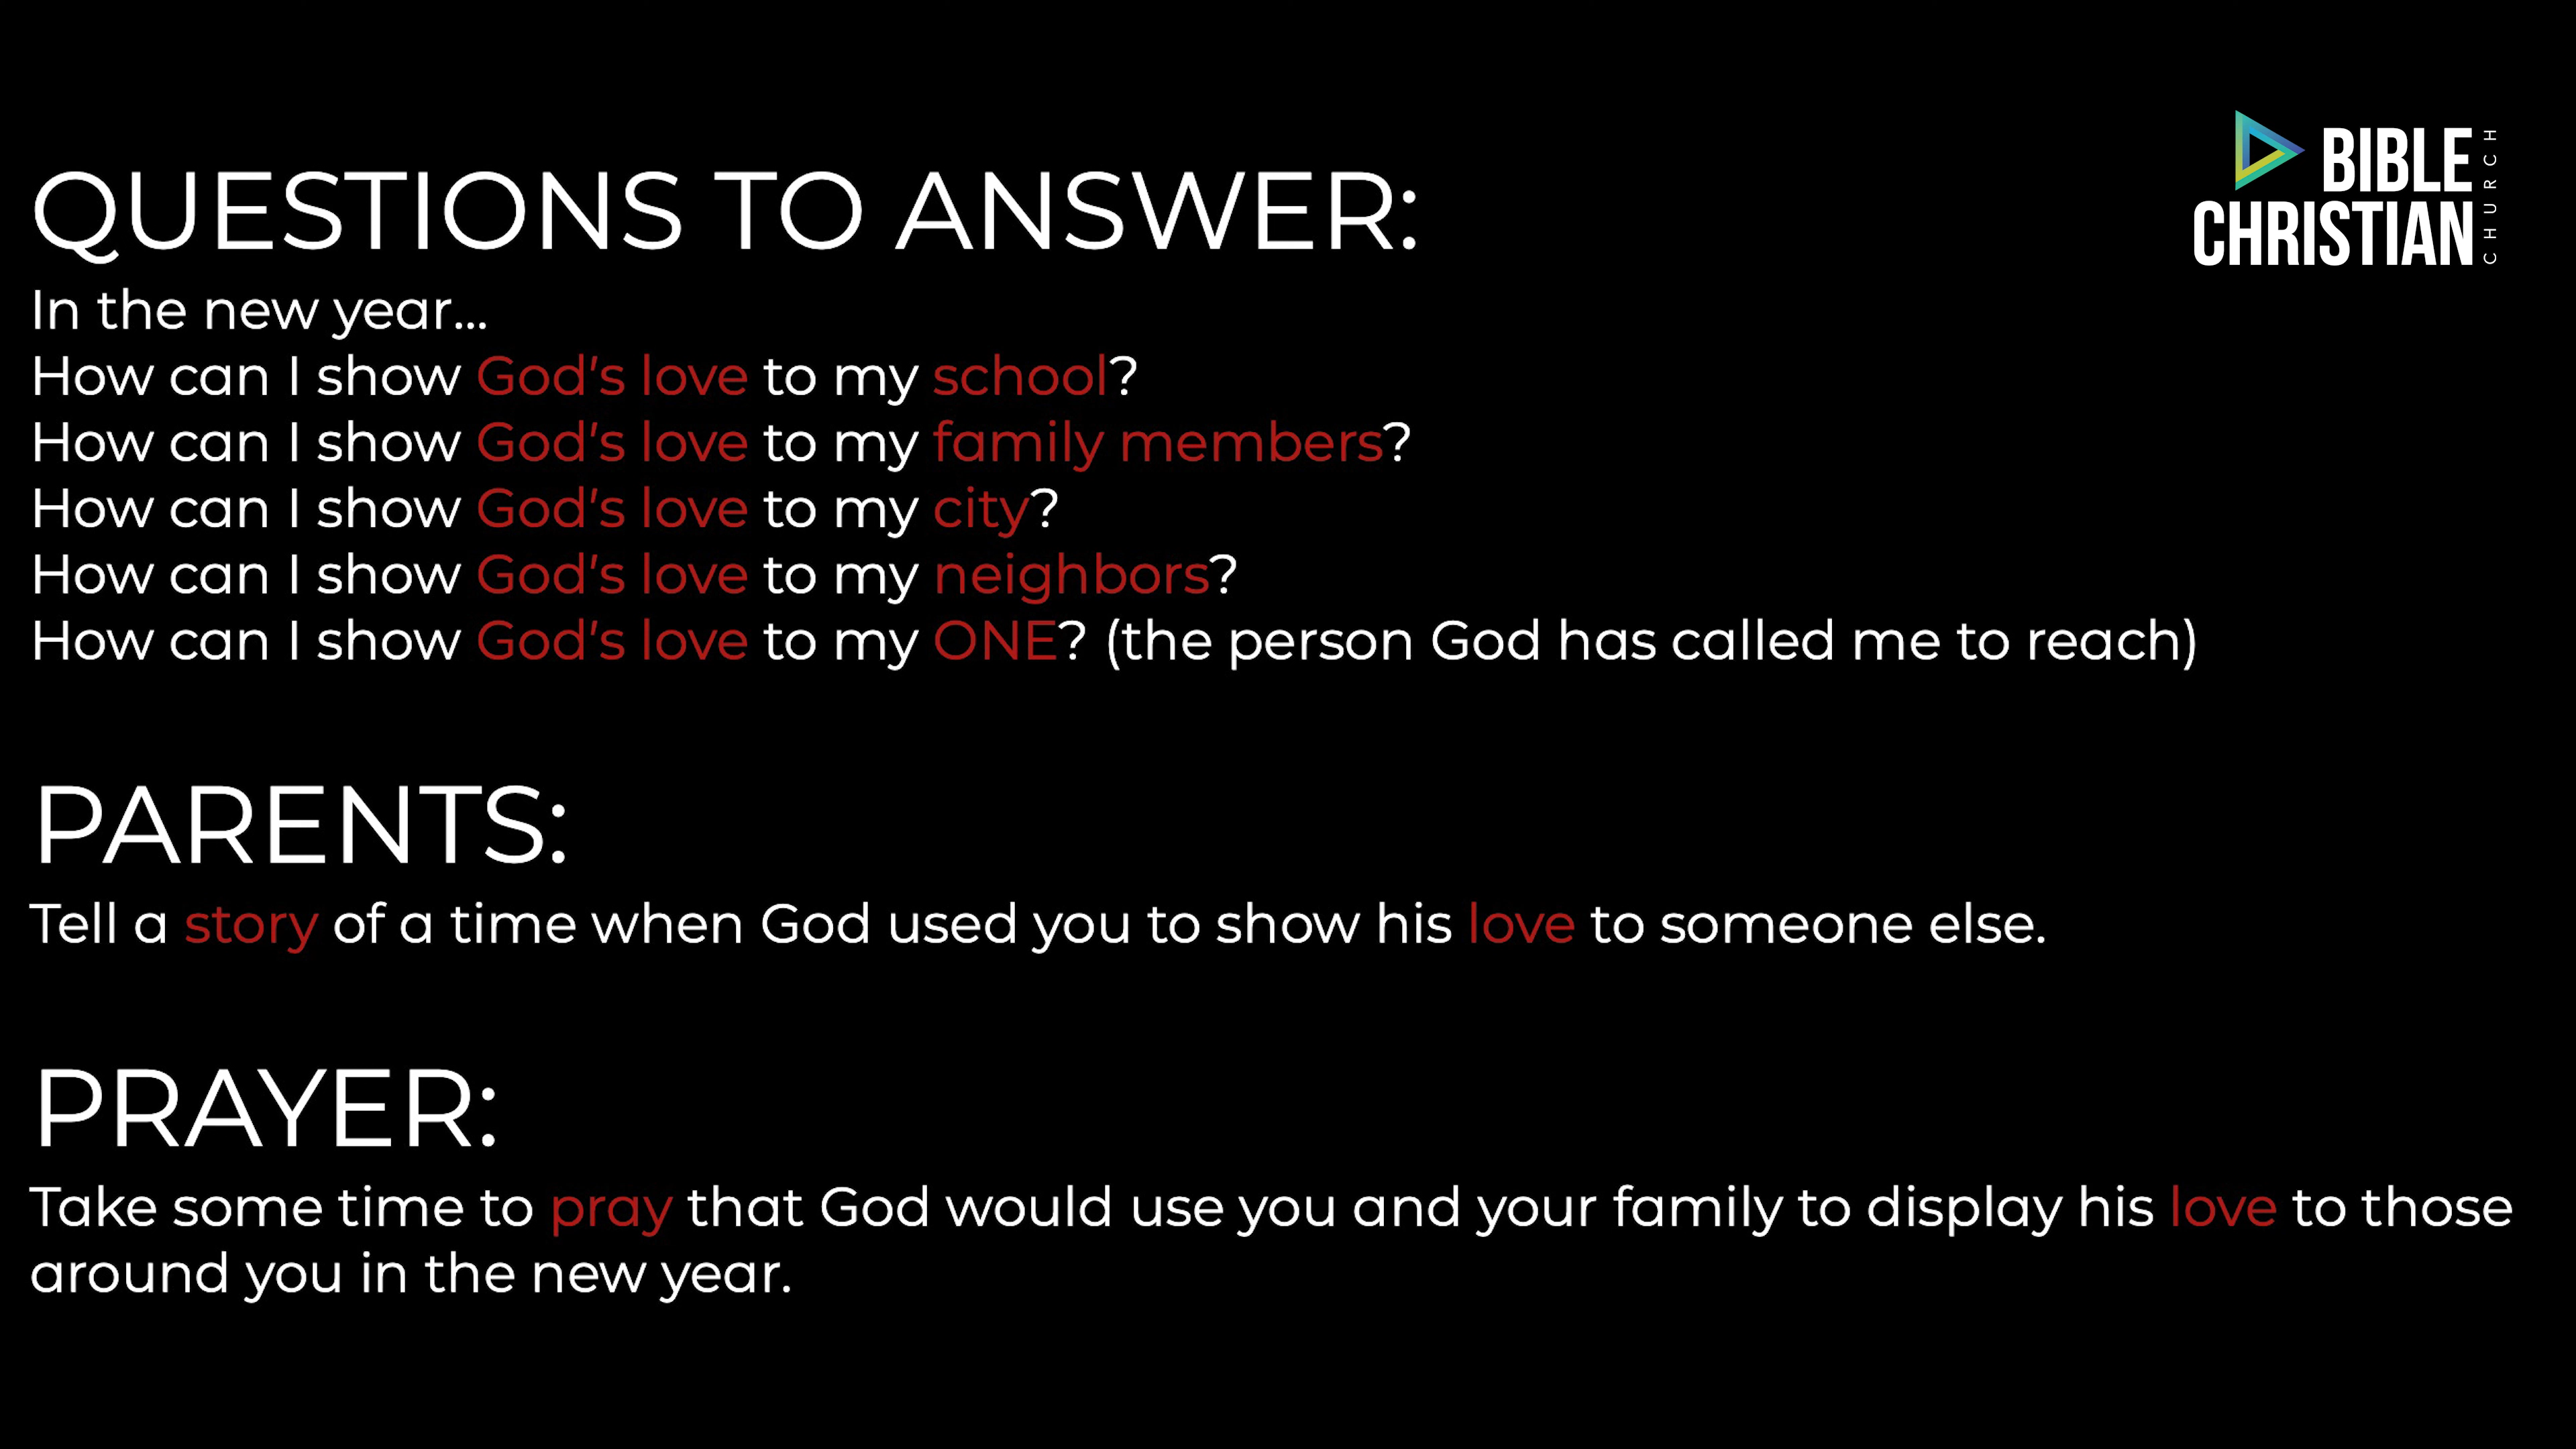 QUESTIONS TO ANSWER:
In the new year...
How can I show God's love to my school?
How can I show God's love to my family members?
How can I show God's love to my city?
How can I show God's love to my neighbors?
How can I show God's love to my ONE? (the person God has called me to reach)
PARENTS:
Tell a story of a time when God used you to show his love to someone else.
PRAYER:
Take some time to pray that God would use you and your family to display his love to those
around you in the new year.
BIBLE
CHRISTIAN
CHURCH